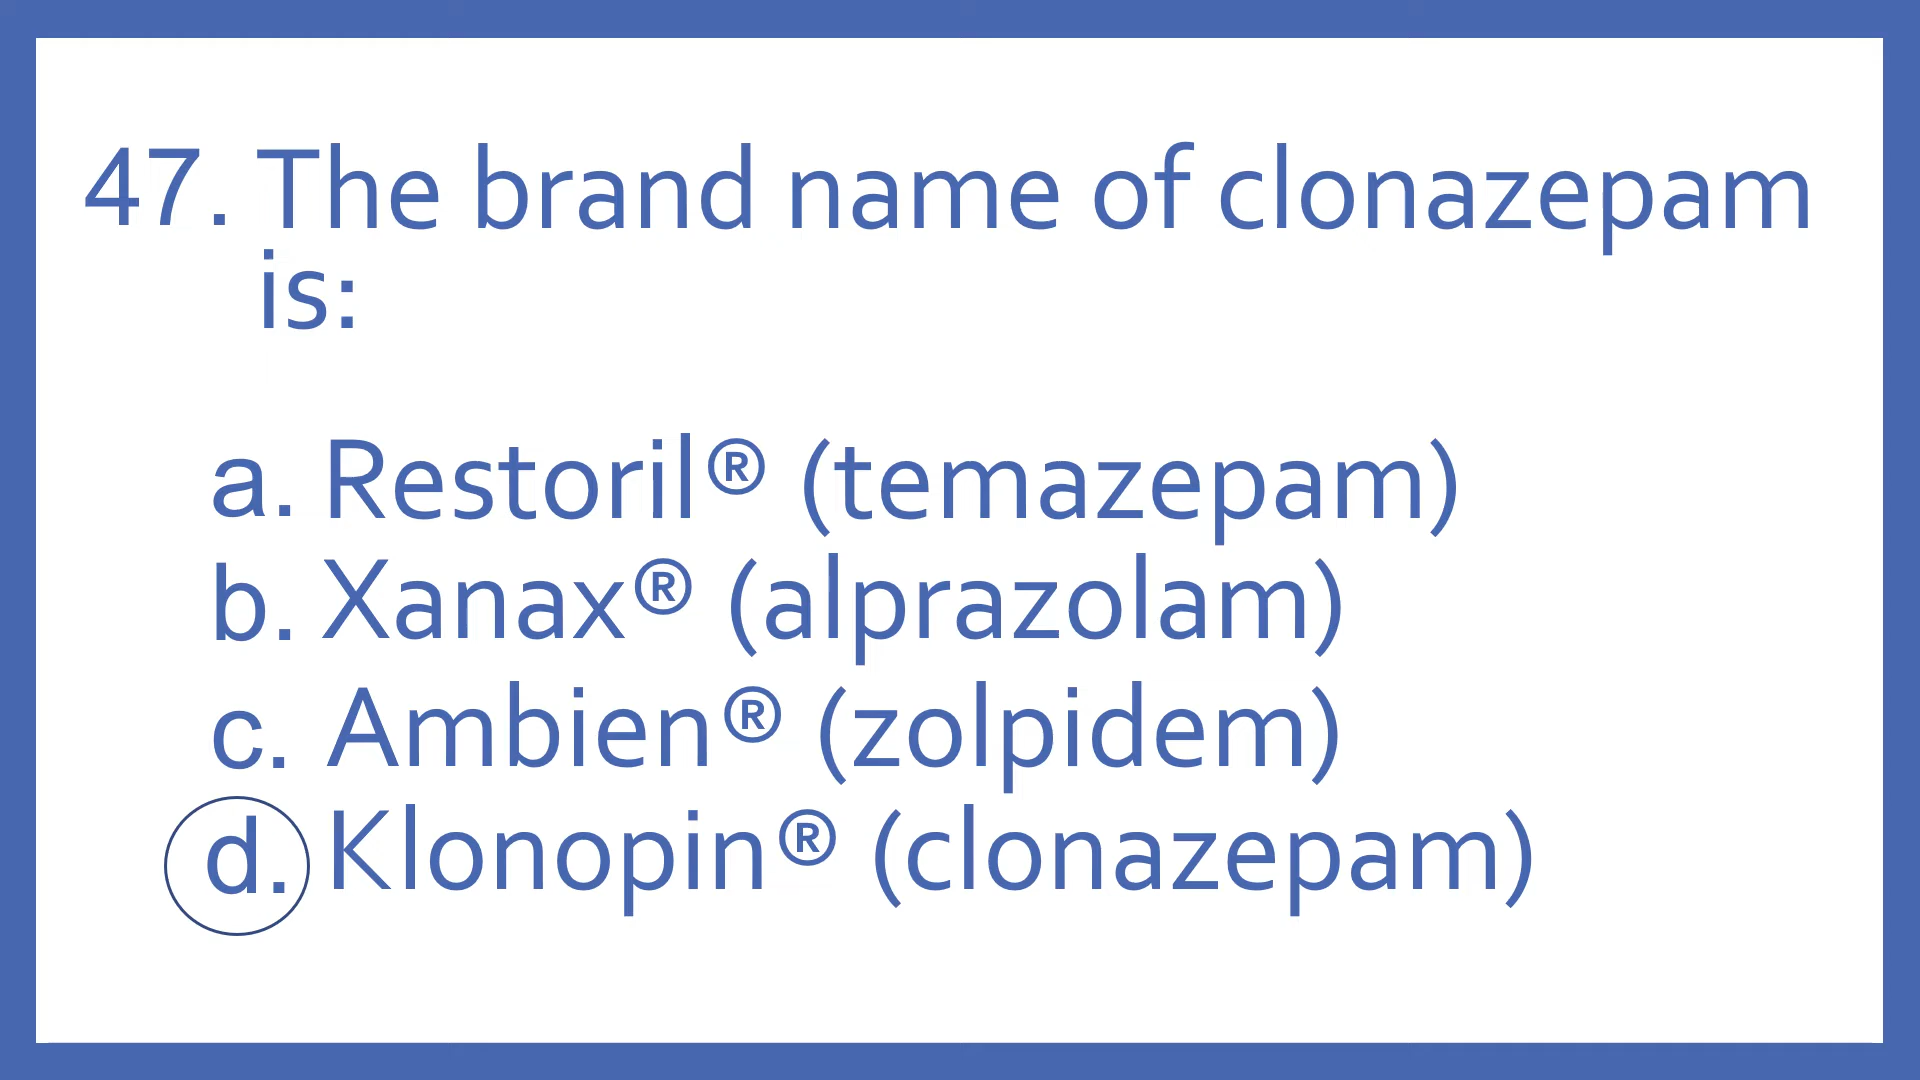 47. The brand name of clonazepam
is:
a. Restoril® (temazepam)
b. Xanax® (alprazolam)
c. Ambien® (zolpidem)
d. Klonopin® (clonazepam)